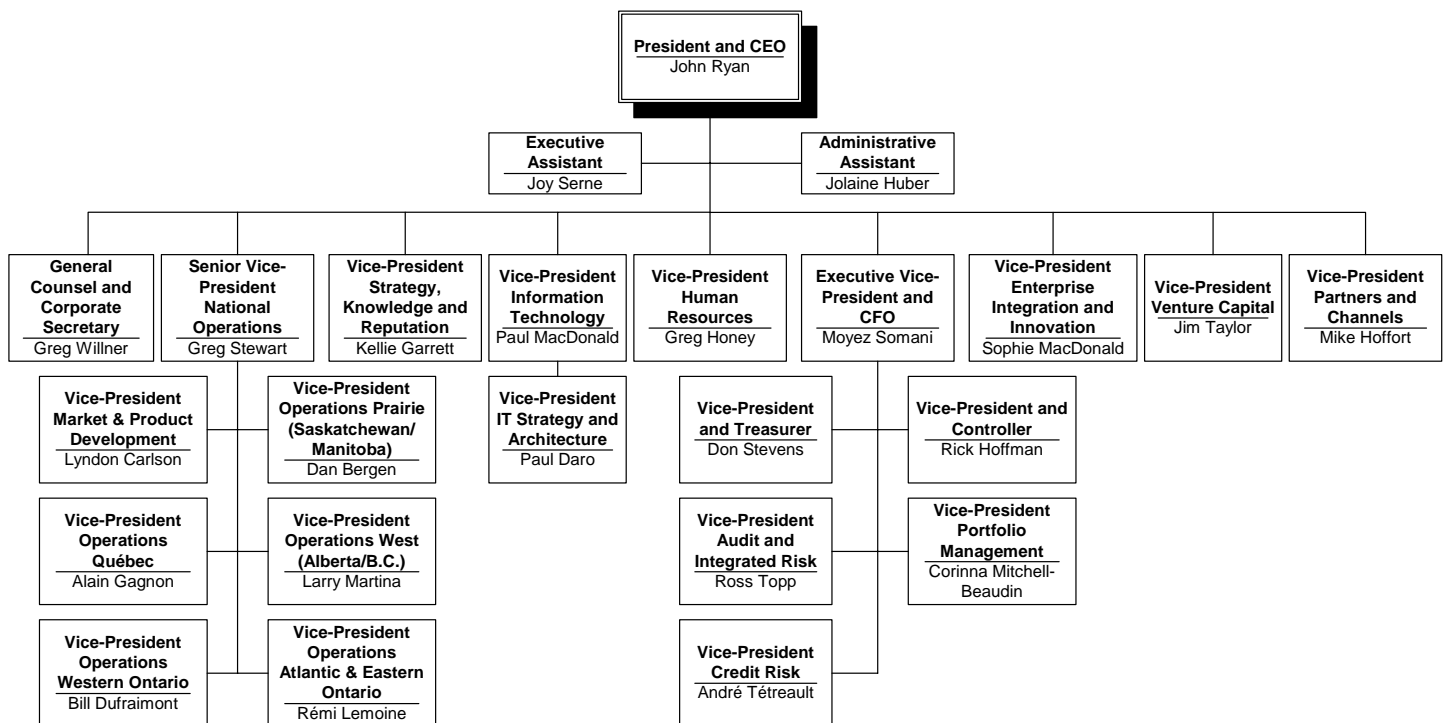 President and CEO
John Ryan
Executive
Assistant
Joy Serne
Administrative
Assistant
Jolaine Huber
General
Counsel and
Corporate
Secretary
Greg Willner
Senior Vice-
President
National
Operations
Greg Stewart
Vice-President
Strategy,
Knowledge and
Reputation
Kellie Garrett
Vice-President
Information
Technology
Paul MacDonald
Vice-President
Human
Resources
Greg Honey
Executive Vice-
President and
CFO
Moyez Somani
Vice-President
Enterprise
Integration and
Innovation
Sophie MacDonald
Vice-President
Venture Capital
Jim Taylor
Vice-President
Partners and
Channels
Mike Hoffort
Vice-President
Market & Product
Development
Lyndon Carlson
Vice-President
Operations Prairie
(Saskatchewan/
Manitoba)
Dan Bergen
Vice-President
IT Strategy and
Architecture
Paul Daro
Vice-President
and Treasurer
Don Stevens
Vice-President and
Controller
Rick Hoffman
Vice-President
Operations
Québec
Alain Gagnon
Vice-President
Operations West
(Alberta/B.C.)
Larry Martina
Vice-President
Audit and
Integrated Risk
Ross Topp
Vice-President
Portfolio
Management
Corinna Mitchell-
Beaudin
Vice-President
Operations
Western Ontario
Bill Dufraimont
Vice-President
Operations
Atlantic & Eastern
Ontario
Rémi Lemoine
Vice-President
Credit Risk
André Tétreault